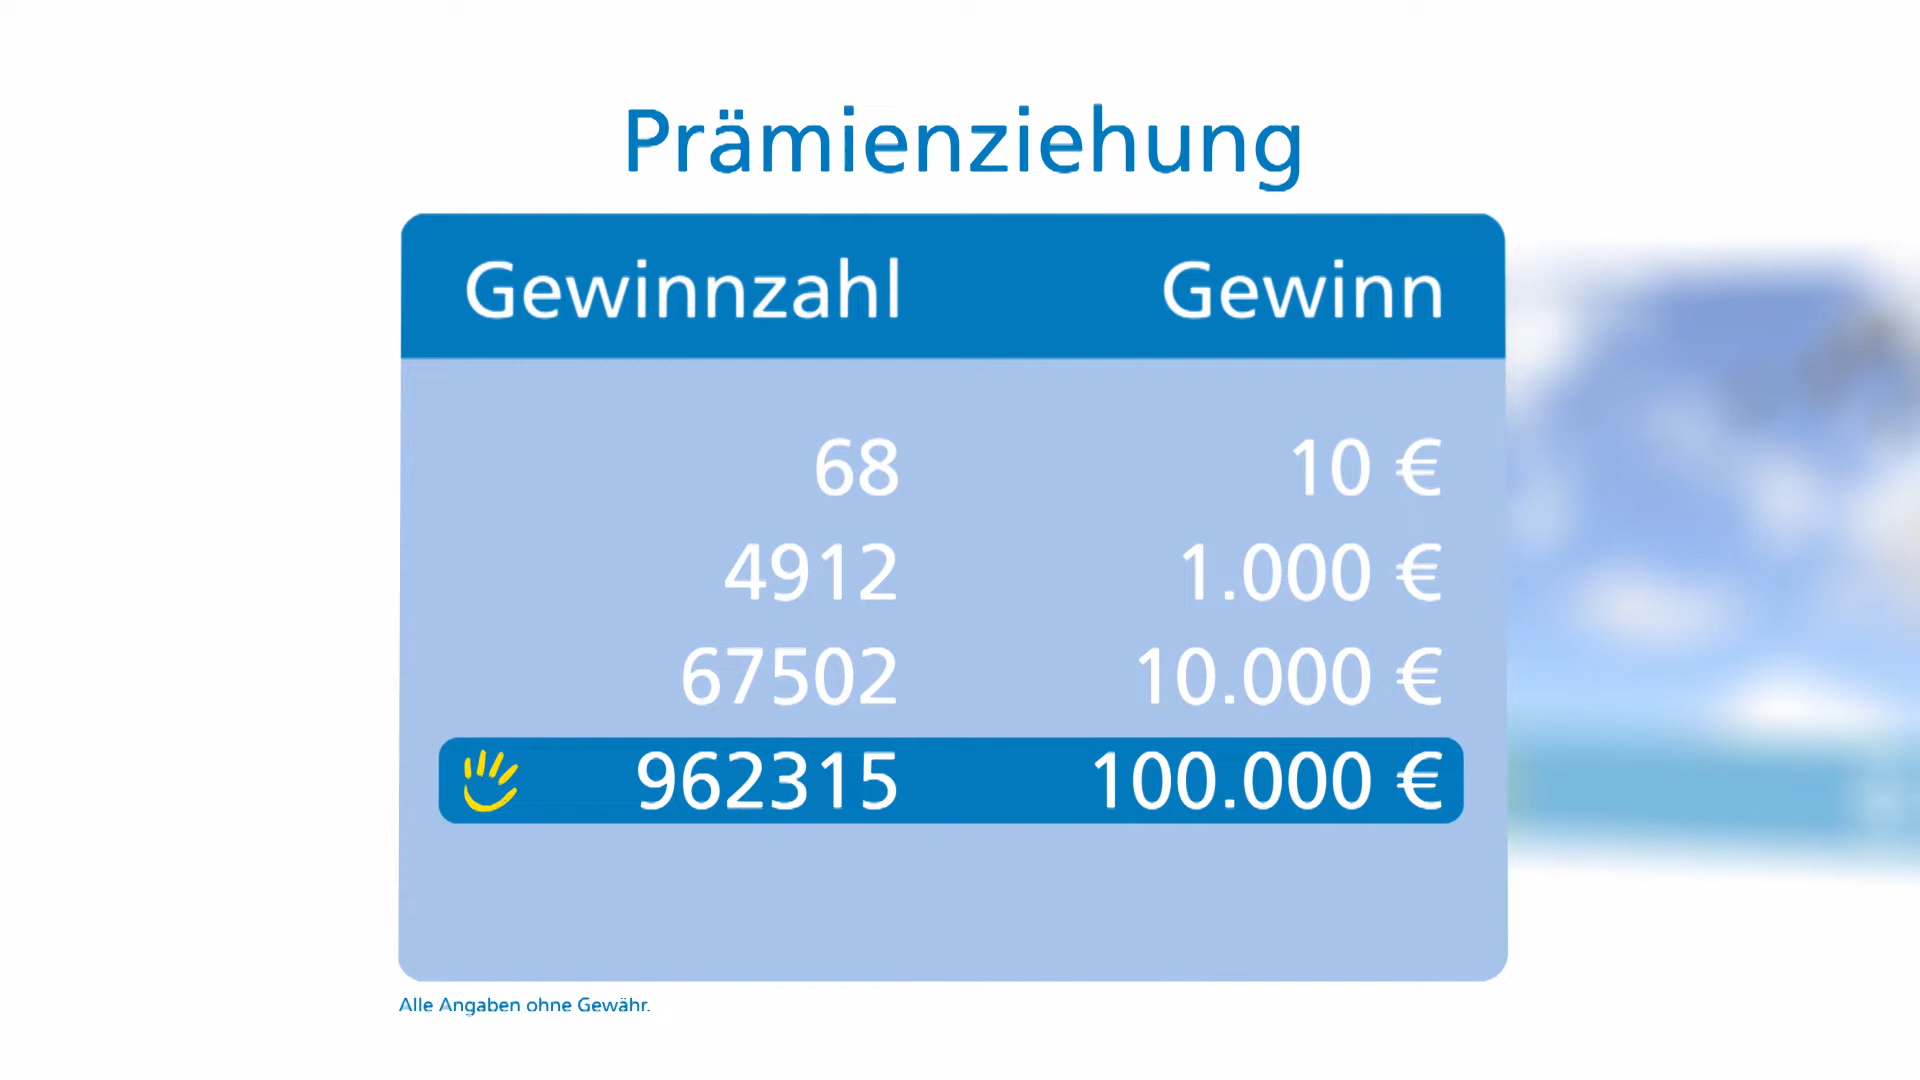 Prämienziehung
Gewinnzahl Gewinn
68 10 €
4912 1.000 €
67502 10.000 €
962315 100.000 €
Alle Angaben ohne Gewähr.